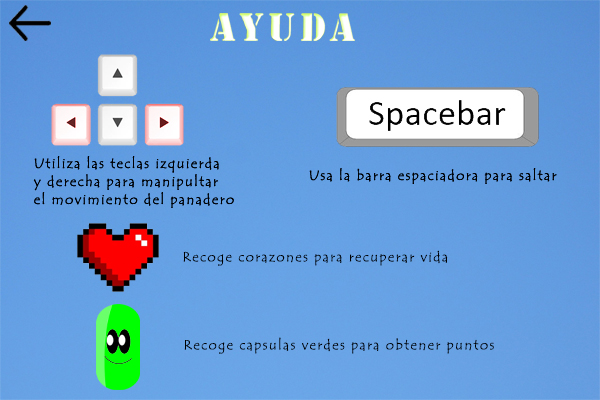 AYUDA
Spacebar
Utiliza las teclas izquierda
y derecha para manipultar
el movimiento del panadero
Usa la barra espaciadora para saltar
Recoge corazones para recuperar vida
Recoge capsulas verdes para obtener puntos